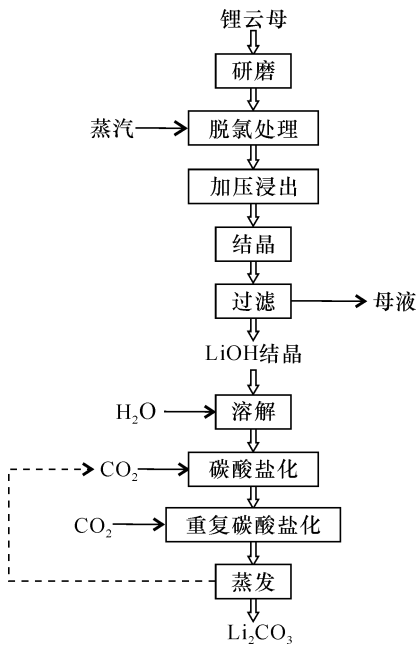 锂云母
研磨
蒸汽
脱氯处理
加压浸出
结晶
过滤
母液
LiOH结晶
H₂O
溶解
CO₂
碳酸盐化
CO₂
重复碳酸盐化
蒸发
Li₂CO₃